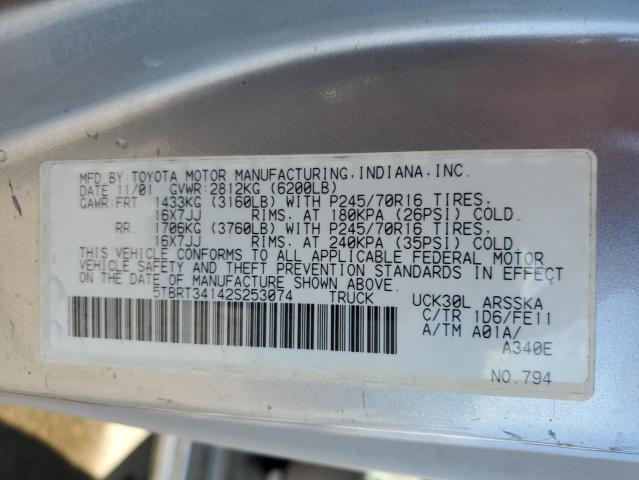 MFD.BY:TOYOTA MOTOR MANUFACTURING, INDIANA, INC.
DATE 11/01 GVWR:2812KG (6200LB)
GAWR:FRT. 1433KG (3160LB) WITH P245/70R16 TIRES,
16X7JJ RIMS, AT 180KPA (26PSI) COLD.
RR. 1706KG (3760LB) WITH P245/70R16 TIRES,
16X7JJ RIMS, AT 240KPA (35PSI) COLD.
THIS VEHICLE CONFORMS TO ALL APPLICABLE FEDERAL MOTOR
VEHICLE SAFETY AND THEFT PREVENTION STANDARDS IN EFFECT
ON THE DATE OF MANUFACTURE SHOWN ABOVE.
5TBRT34142S253074 TRUCK UCK30L ARSSKA
C/TR 1D6/FE11
A/TM A01A/
A340E
NO.794